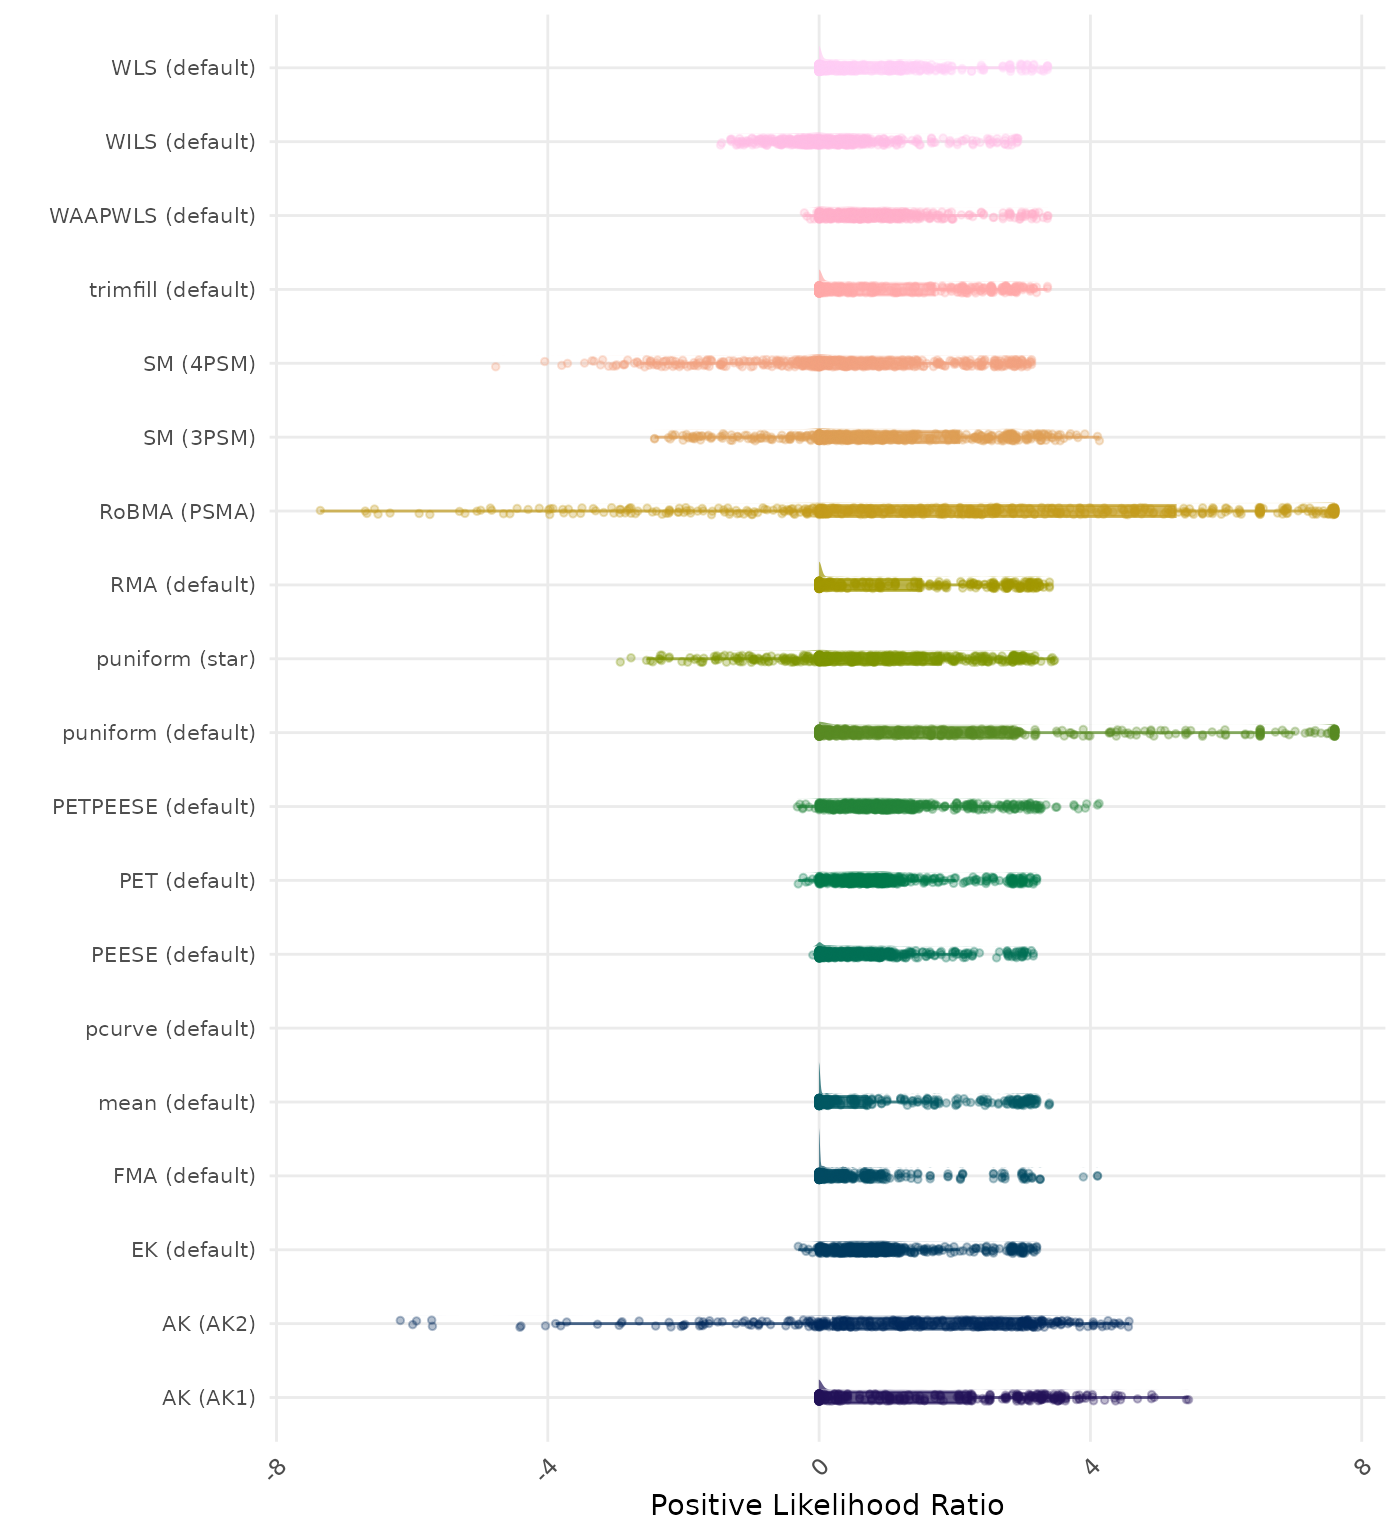 WLS (default)
WILS (default)
WAAPWLS (default)
trimfill (default)
SM (4PSM)
SM (3PSM)
RoBMA (PSMA)
RMA (default)
puniform (star)
puniform (default)
PETPEESE (default)
PET (default)
PEESE (default)
pcurve (default)
mean (default)
FMA (default)
EK (default)
AK (AK2)
AK (AK1)
-8 -4 0 4 8
Positive Likelihood Ratio